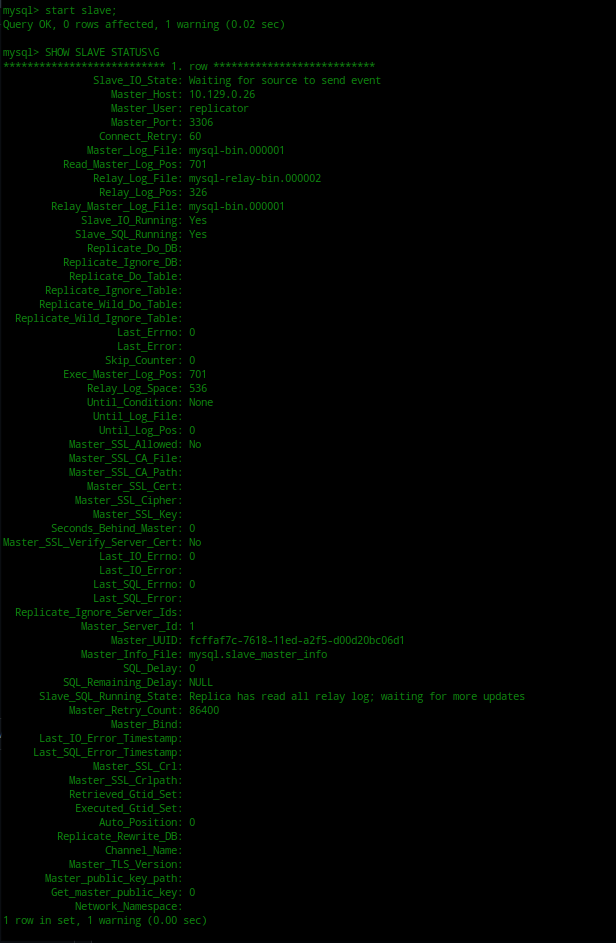 mysql> start slave;
Query OK, 0 rows affected, 1 warning (0.02 sec)
mysql> SHOW SLAVE STATUS\G
*************************** 1. row ***************************
Slave_IO_State: Waiting for source to send event
Master_Host: 10.129.0.26
Master_User: replicator
Master_Port: 3306
Connect_Retry: 60
Master_Log_File: mysql-bin.000001
Read_Master_Log_Pos: 701
Relay_Log_File: mysql-relay-bin.000002
Relay_Log_Pos: 326
Relay_Master_Log_File: mysql-bin.000001
Slave_IO_Running: Yes
Slave_SQL_Running: Yes
Replicate_Do_DB:
Replicate_Ignore_DB:
Replicate_Do_Table:
Replicate_Ignore_Table:
Replicate_Wild_Do_Table:
Replicate_Wild_Ignore_Table:
Last_Errno: 0
Last_Error:
Skip_Counter: 0
Exec_Master_Log_Pos: 701
Relay_Log_Space: 536
Until_Condition: None
Until_Log_File:
Until_Log_Pos: 0
Master_SSL_Allowed: No
Master_SSL_CA_File:
Master_SSL_CA_Path:
Master_SSL_Cert:
Master_SSL_Cipher:
Master_SSL_Key:
Seconds_Behind_Master: 0
Master_SSL_Verify_Server_Cert: No
Last_IO_Errno: 0
Last_IO_Error:
Last_SQL_Errno: 0
Last_SQL_Error:
Replicate_Ignore_Server_Ids:
Master_Server_Id: 1
Master_UUID: fcffaf7c-7618-11ed-a2f5-d00d20bc06d1
Master_Info_File: mysql.slave_master_info
SQL_Delay: 0
SQL_Remaining_Delay: NULL
Slave_SQL_Running_State: Replica has read all relay log; waiting for more updates
Master_Retry_Count: 86400
Master_Bind:
Last_IO_Error_Timestamp:
Last_SQL_Error_Timestamp:
Master_SSL_Crl:
Master_SSL_Crlpath:
Retrieved_Gtid_Set:
Executed_Gtid_Set:
Auto_Position: 0
Replicate_Rewrite_DB:
Channel_Name:
Master_TLS_Version:
Master_public_key_path:
Get_master_public_key: 0
Network_Namespace:
1 row in set, 1 warning (0.00 sec)